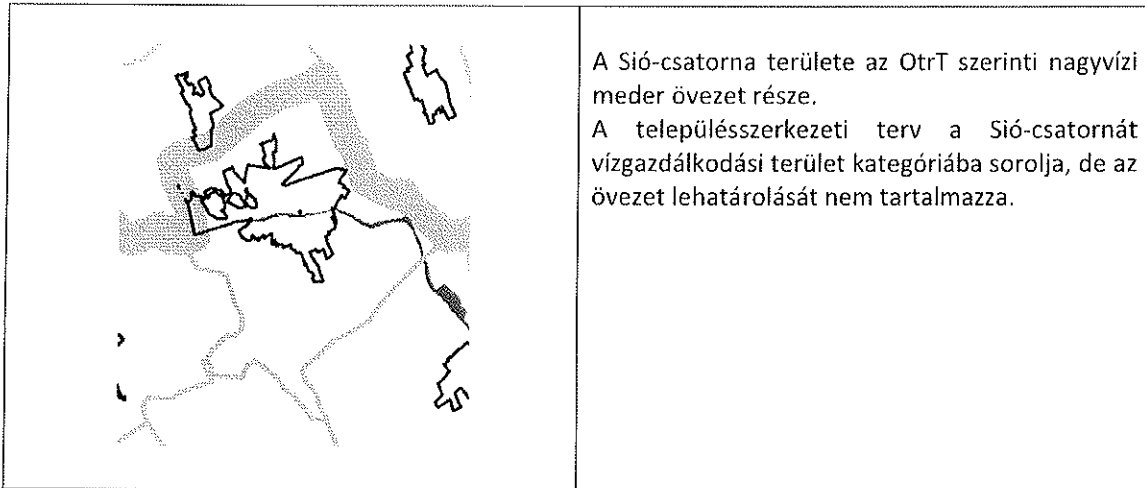 A Sió-csatorna területe az OtrT szerinti nagyvízi
meder övezet része.
A településszerkezeti terv a Sió-csatornát
vízgazdálkodási terület kategóriába sorolja, de az
övezet lehatárolását nem tartalmazza.